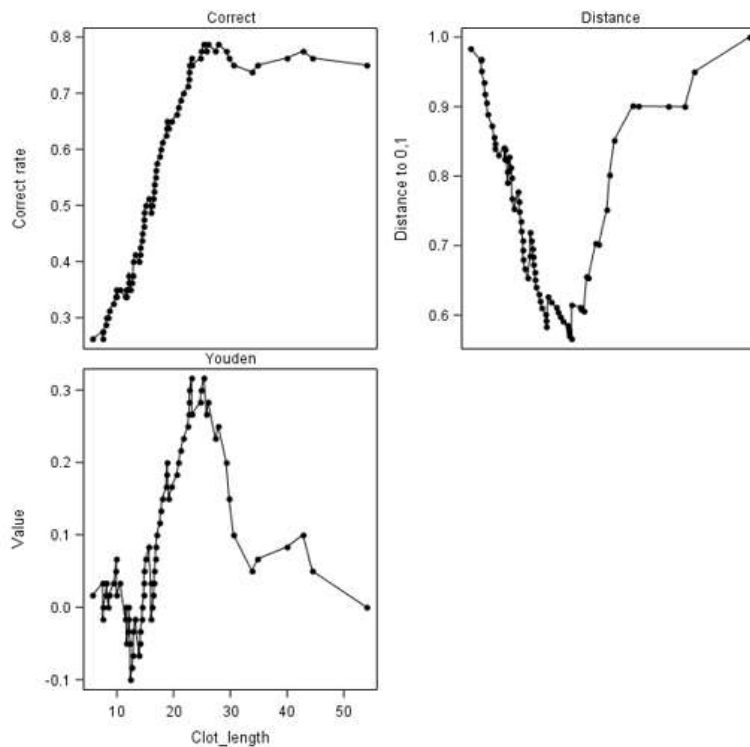 Correct
Correct rate
0.8
0.7
0.6
0.5
0.4
0.3
Distance
Distance to 0,1
1.0
0.9
0.8
0.7
0.6
Youden
Value
0.3
0.2
0.1
0.0
-0.1
10 20 30 40 50
Clot_length